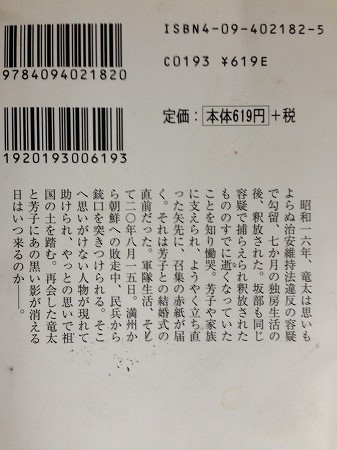 ISBN4-09-402182-5
9784094021820
C0193 ¥619E
定価:本体619円+税
1920193006193
昭和一六年、竜太は思いも
よらぬ治安維持法違反の容疑
で勾留、七か月の独房生活の
後、釈放された。坂部も同じ
容疑で捕らえられ釈放された
もののすでに亡くなっていた
ことを知り慟哭。芳子や家族
に支えられ、ようやく立ち直
った矢先に、召集の赤紙が届
く。それは芳子との結婚式の
直前だった。軍隊生活、そし
て二〇年八月一五日。満州か
ら朝鮮への敗走中、民兵から
銃口を突きつけられる。そこ
へ思いがけない人物が現れて
助けられ、やっとの思いで祖
国の土を踏む。再会した竜太
と芳子にあの黒い影が消える
日はいつ来るのか――。